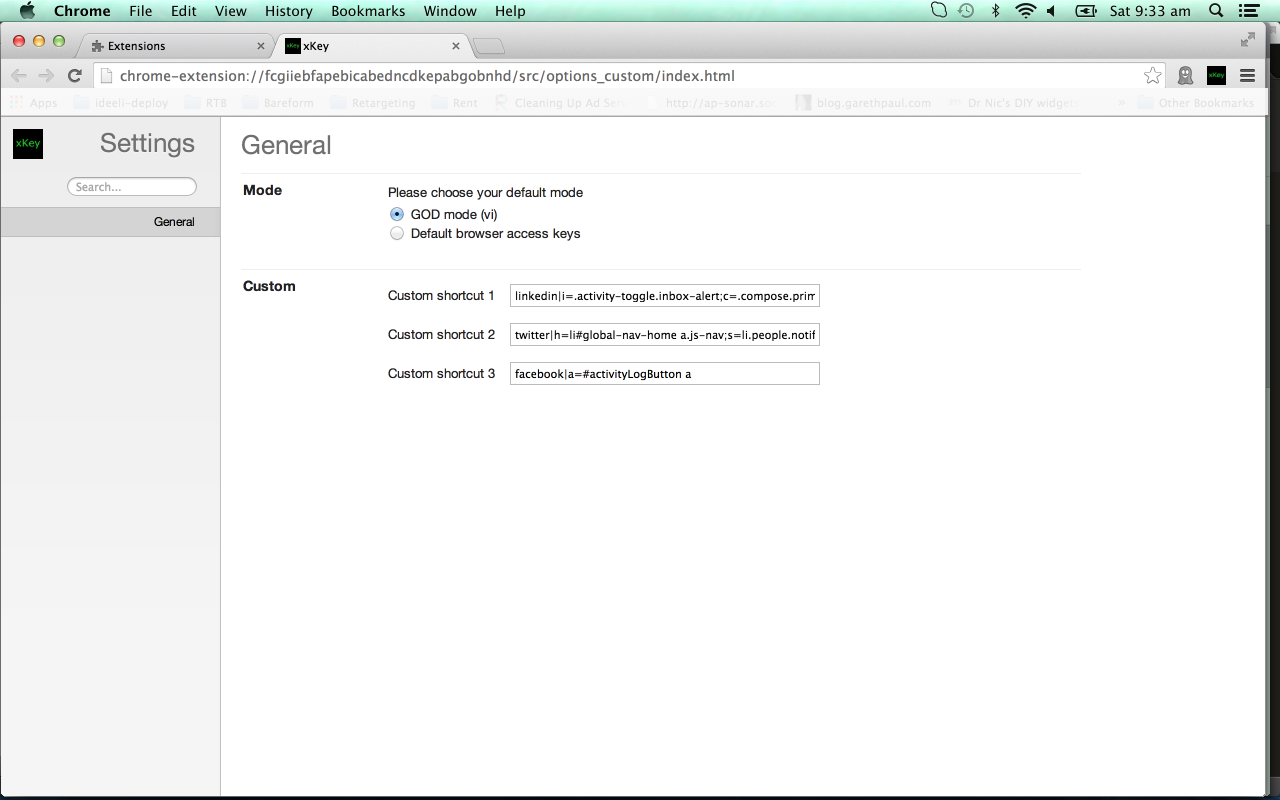 Chrome File Edit View History Bookmarks Window Help Sat 9:33 am
Extensions xKey xKey
chrome-extension://fcgiiebfapebicabedncdkepabgobnhd/src/options_custom/index.html xKey
Apps ideeli-deploy RTB Bareform Retargeting Rent Cleaning Up Ad Sen http://ap-sonar.so blog.garethpaul.com Dr Nic's DIY widgets » Other Bookmarks
xKey Settings
Search...
General
General
Mode Please choose your default mode
GOD mode (vi)
Default browser access keys
Custom Custom shortcut 1 linkedin|i=.activity-toggle.inbox-alert;c=.compose.prim
Custom shortcut 2 twitter|h=li#global-nav-home a.js-nav;s=li.people.notif
Custom shortcut 3 facebook|a=#activityLogButton a